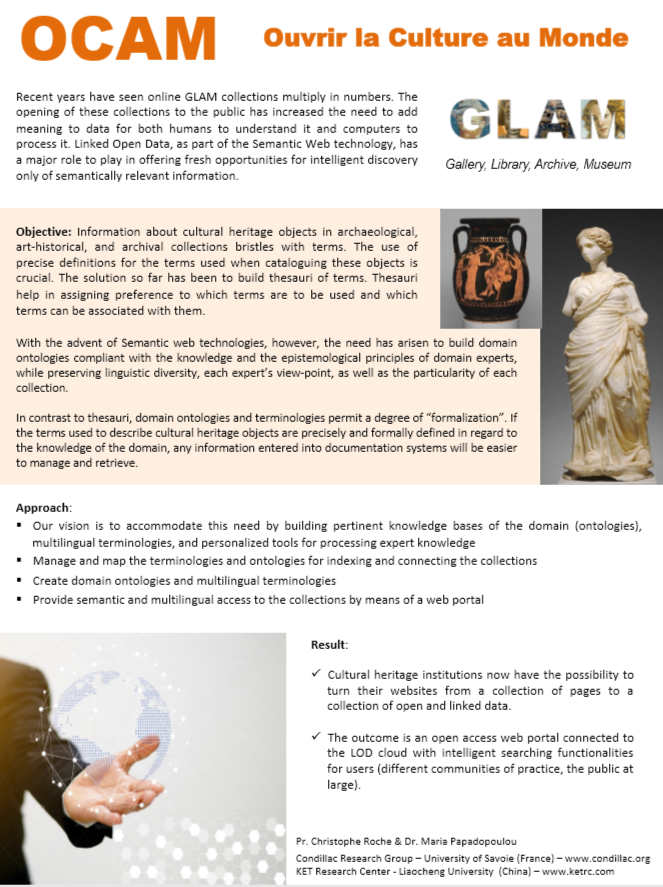 OCAM
Ouvrir la Culture au Monde
Recent years have seen online GLAM collections multiply in numbers. The
opening of these collections to the public has increased the need to add
meaning to data for both humans to understand it and computers to
process it. Linked Open Data, as part of the Semantic Web technology, has
a major role to play in offering fresh opportunities for intelligent discovery
only of semantically relevant information.
GLAM
Gallery, Library, Archive, Museum
Objective: Information about cultural heritage objects in archaeological,
art-historical, and archival collections bristles with terms. The use of
precise definitions for the terms used when cataloguing these objects is
crucial. The solution so far has been to build thesauri of terms. Thesauri
help in assigning preference to which terms are to be used and which
terms can be associated with them.
With the advent of Semantic web technologies, however, the need has arisen to build domain
ontologies compliant with the knowledge and the epistemological principles of domain experts,
while preserving linguistic diversity, each expert's view-point, as well as the particularity of each
collection.
In contrast to thesauri, domain ontologies and terminologies permit a degree of "formalization". If
the terms used to describe cultural heritage objects are precisely and formally defined in regard to
the knowledge of the domain, any information entered into documentation systems will be easier
to manage and retrieve.
Approach:
▪ Our vision is to accommodate this need by building pertinent knowledge bases of the domain (ontologies),
multilingual terminologies, and personalized tools for processing expert knowledge
▪ Manage and map the terminologies and ontologies for indexing and connecting the collections
▪ Create domain ontologies and multilingual terminologies
▪ Provide semantic and multilingual access to the collections by means of a web portal
Result:
✓ Cultural heritage institutions now have the possibility to
turn their websites from a collection of pages to a
collection of open and linked data.
✓ The outcome is an open access web portal connected to
the LOD cloud with intelligent searching functionalities
for users (different communities of practice, the public at
large).
Pr. Christophe Roche & Dr. Maria Papadopoulou
Condillac Research Group – University of Savoie (France) – www.condillac.org
KET Research Center - Liaocheng University (China) – www.ketrc.com